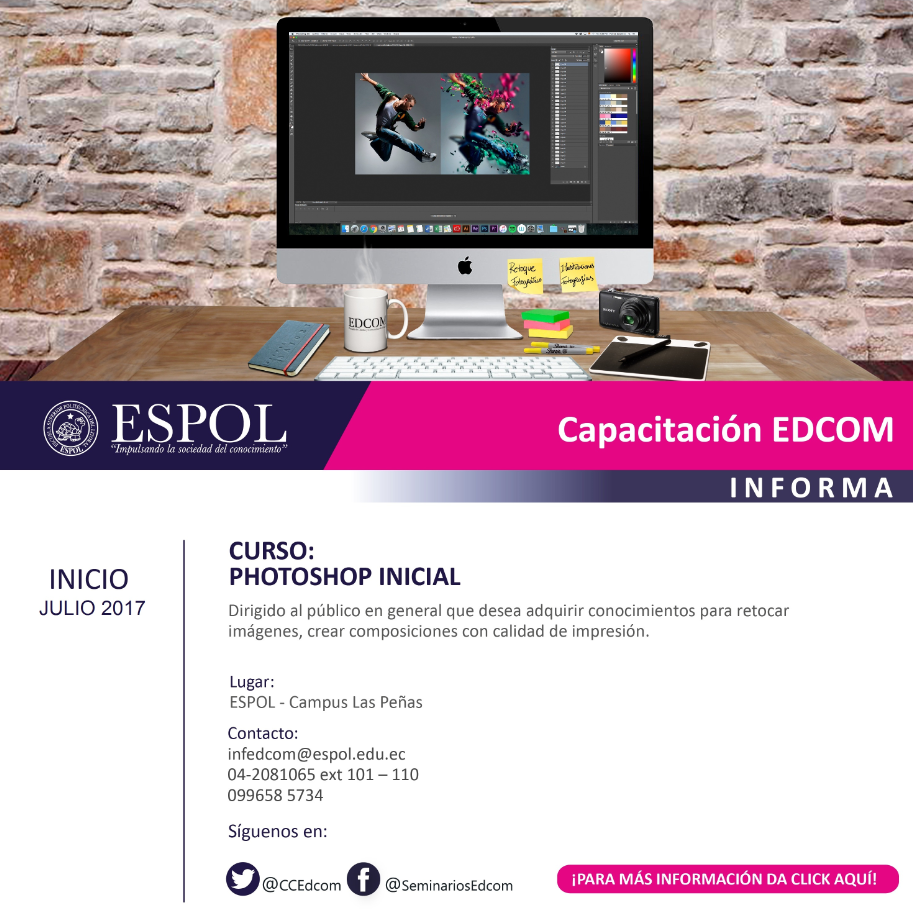 Retoque
Fotográfico
Ilustraciones
Fotografías
SONY
EDCOM
ESPOL
"Impulsando la sociedad del conocimiento"
ESPOL
Capacitación EDCOM
INFORMA
INICIO
JULIO 2017
CURSO:
PHOTOSHOP INICIAL
Dirigido al público en general que desea adquirir conocimientos para retocar
imágenes, crear composiciones con calidad de impresión.
Lugar:
ESPOL - Campus Las Peñas
Contacto:
infedcom@espol.edu.ec
04-2081065 ext 101 – 110
099658 5734
Síguenos en:
@CCEdcom
@SeminariosEdcom
¡PARA MÁS INFORMACIÓN DA CLICK AQUÍ!